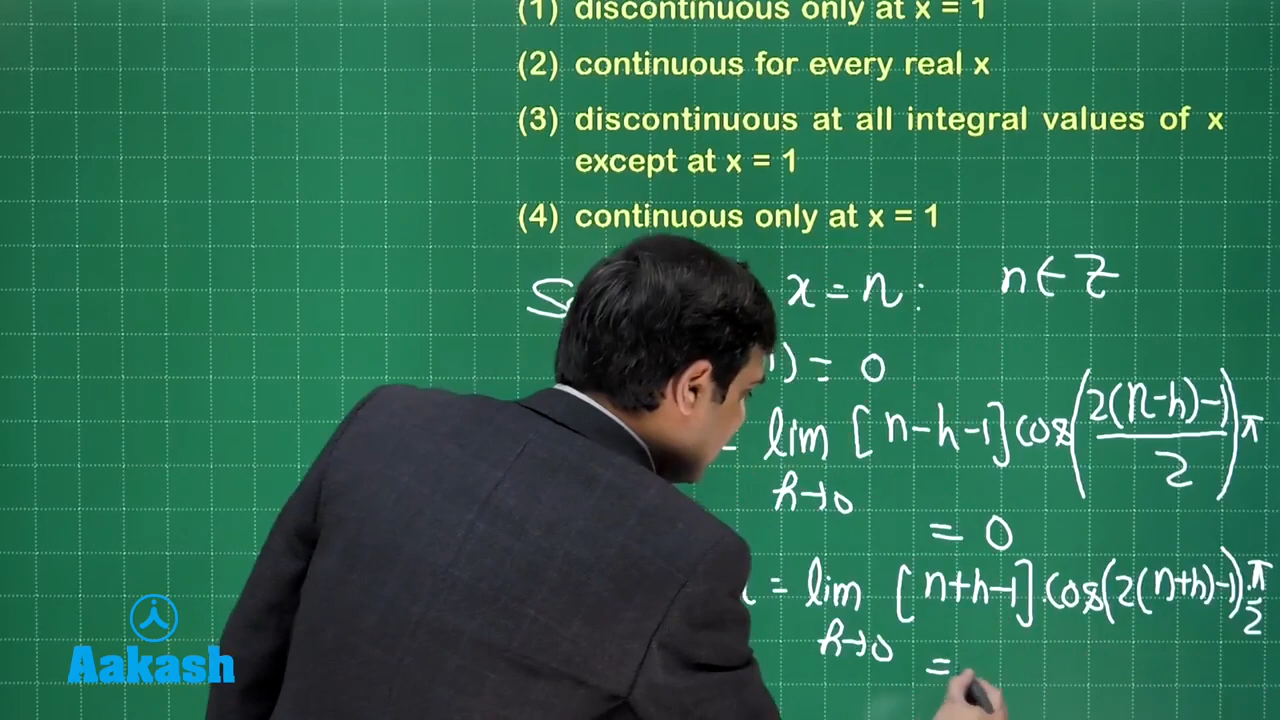 (1) discontinuous only at x = 1
(2) continuous for every real x
(3) discontinuous at all integral values of x
except at x = 1
(4) continuous only at x = 1
x = n : n ∈ Z
) = 0
= lim [n-h-1] cos((2(n-h)-1)/2)π
h→0
= 0
= lim [n+h-1] cos(2(n+h)-1)π/2
h→0
=
Aakash